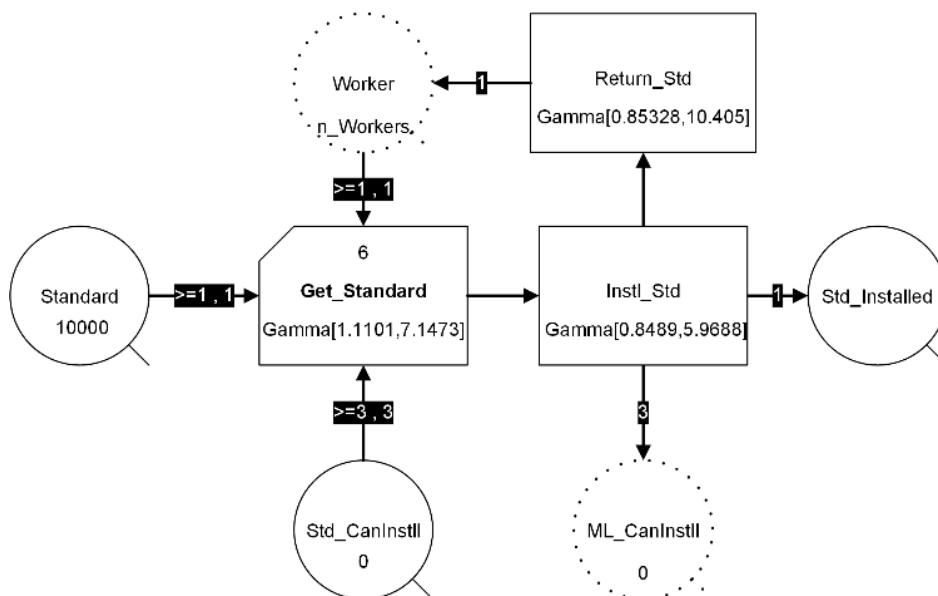 Worker
n_Workers
1
Return_Std
Gamma[0.85328,10.405]
>=1 , 1
Standard
10000
>=1 , 1
6
Get_Standard
Gamma[1.1101,7.1473]
Instl_Std
Gamma[0.8489,5.9688]
1
Std_Installed
>=3 , 3
3
Std_CanInstll
0
ML_CanInstll
0